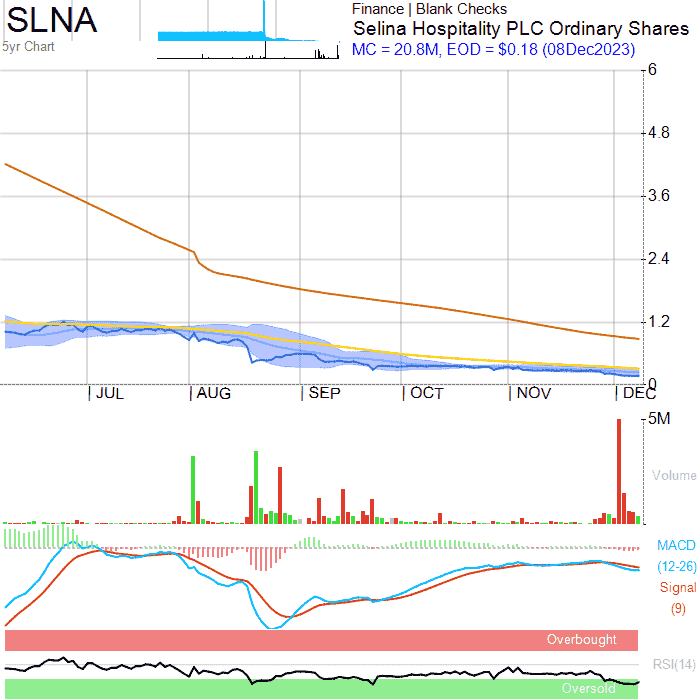 SLNA
5yr Chart
Finance | Blank Checks
Selina Hospitality PLC Ordinary Shares
MC = 20.8M, EOD = $0.18 (08Dec2023)
6
4.8
3.6
2.4
1.2
0
JUL AUG SEP OCT NOV DEC
5M
Volume
MACD
(12-26)
Signal
(9)
Overbought
RSI(14)
Oversold